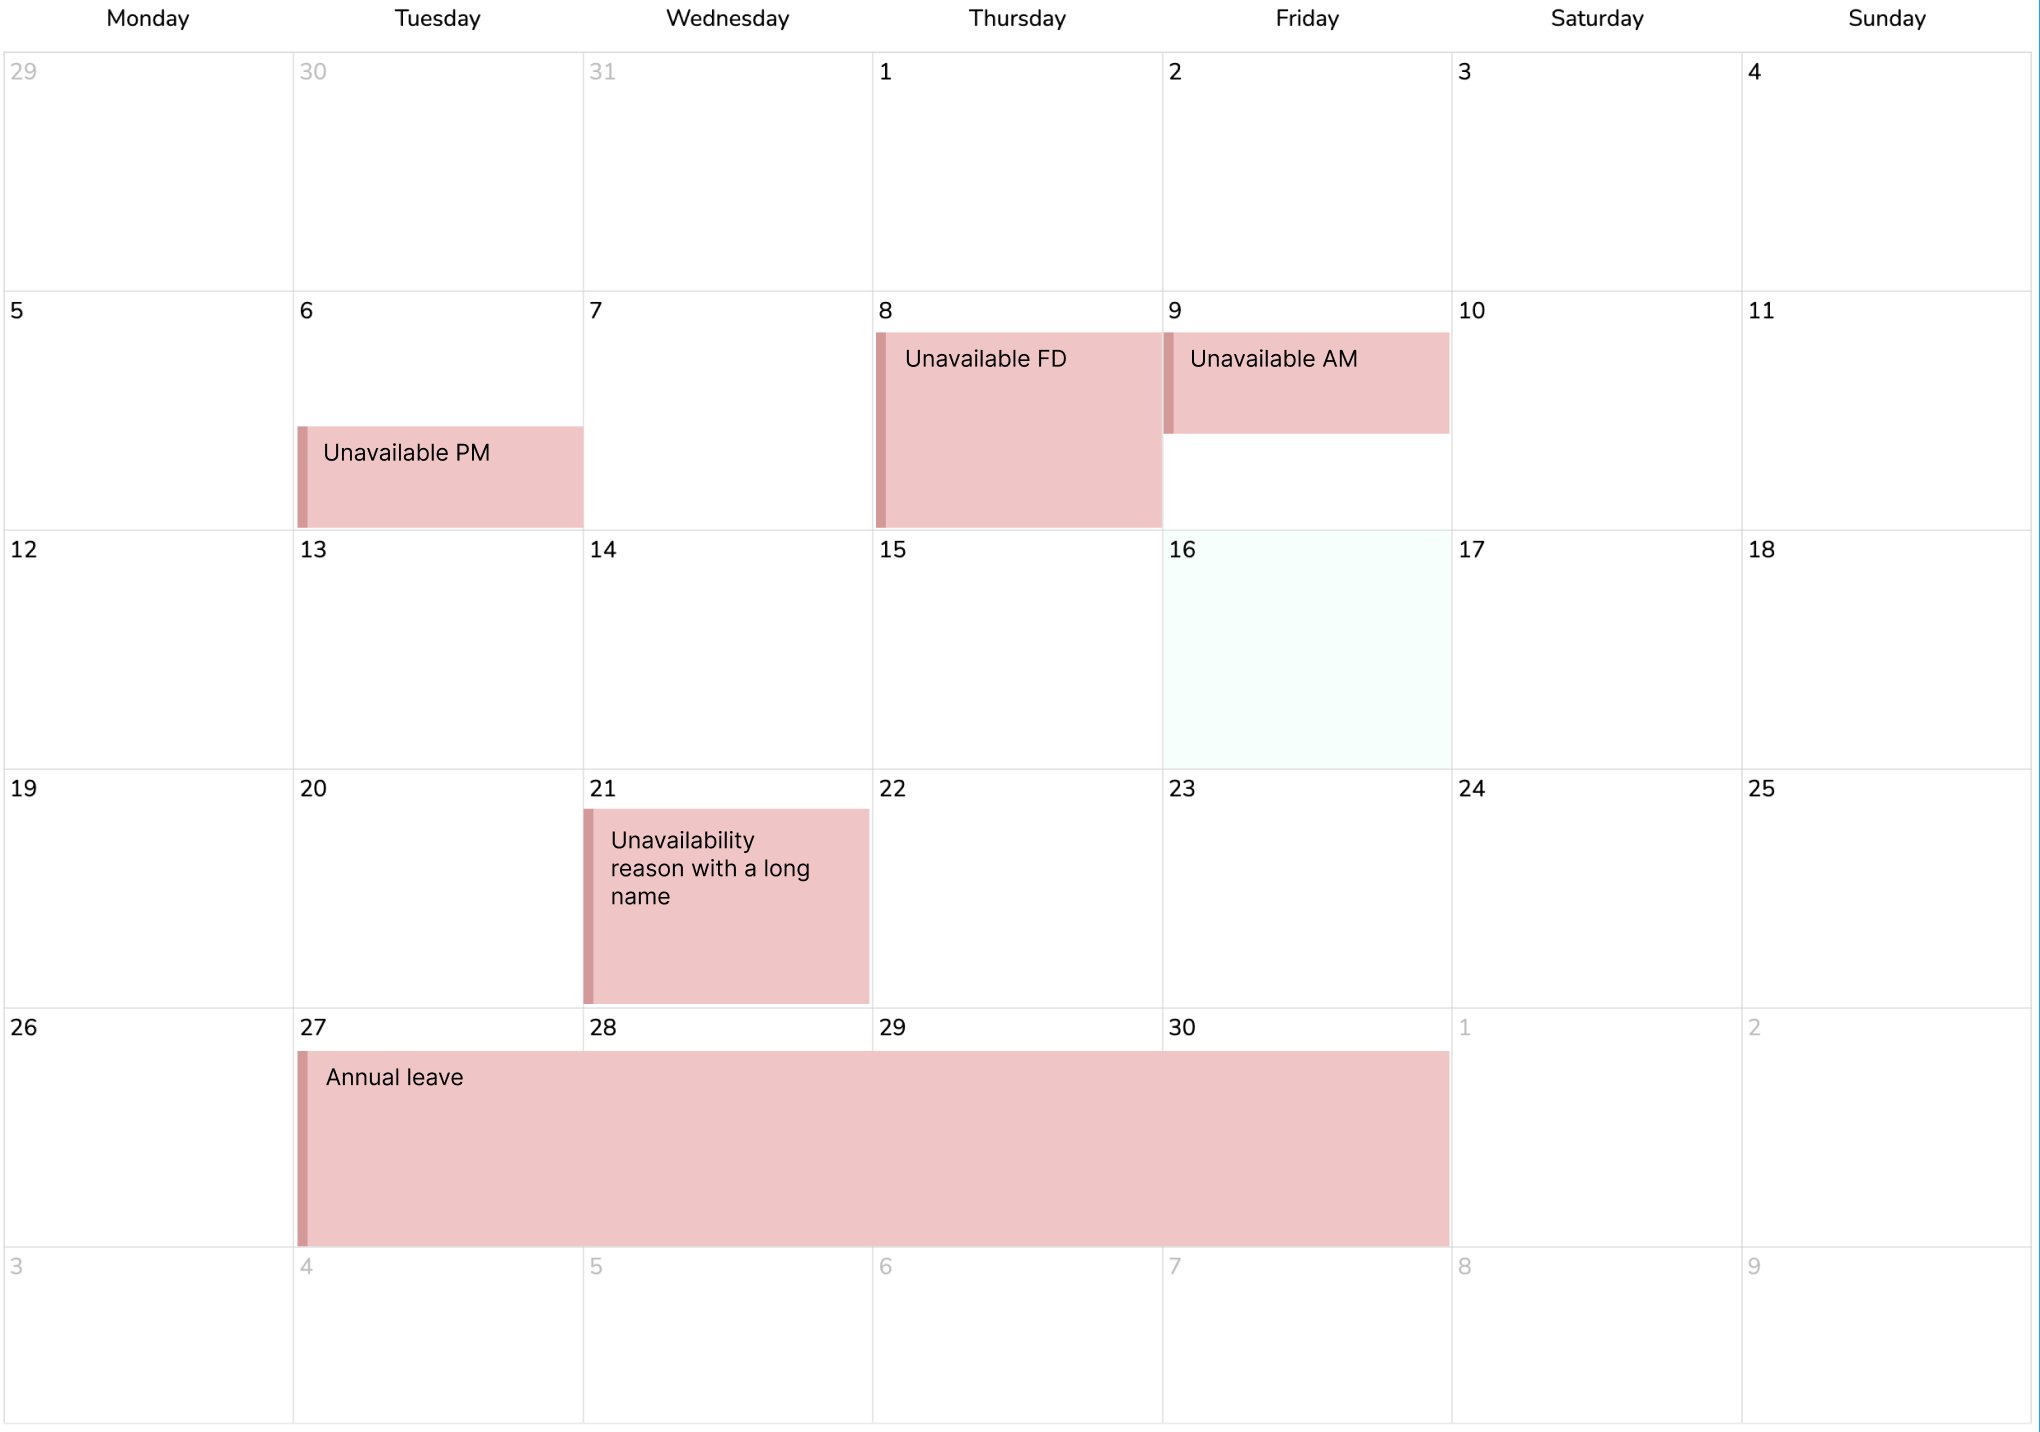 Monday Tuesday Wednesday Thursday Friday Saturday Sunday
29 30 31 1 2 3 4
5 6 7 8 9 10 11
Unavailable FD Unavailable AM
Unavailable PM
12 13 14 15 16 17 18
19 20 21 22 23 24 25
Unavailability
reason with a long
name
26 27 28 29 30 1 2
Annual leave
3 4 5 6 7 8 9